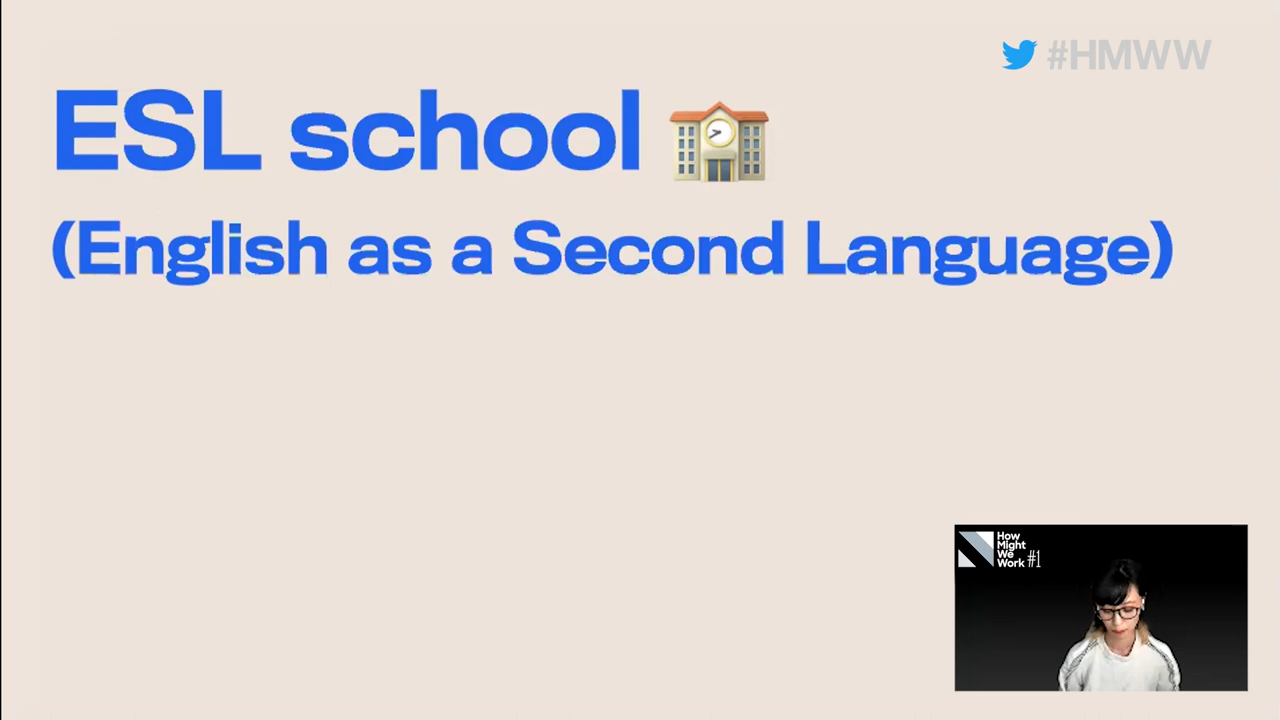 #HMWW
ESL school
(English as a Second Language)
How
Might
We
Work #1